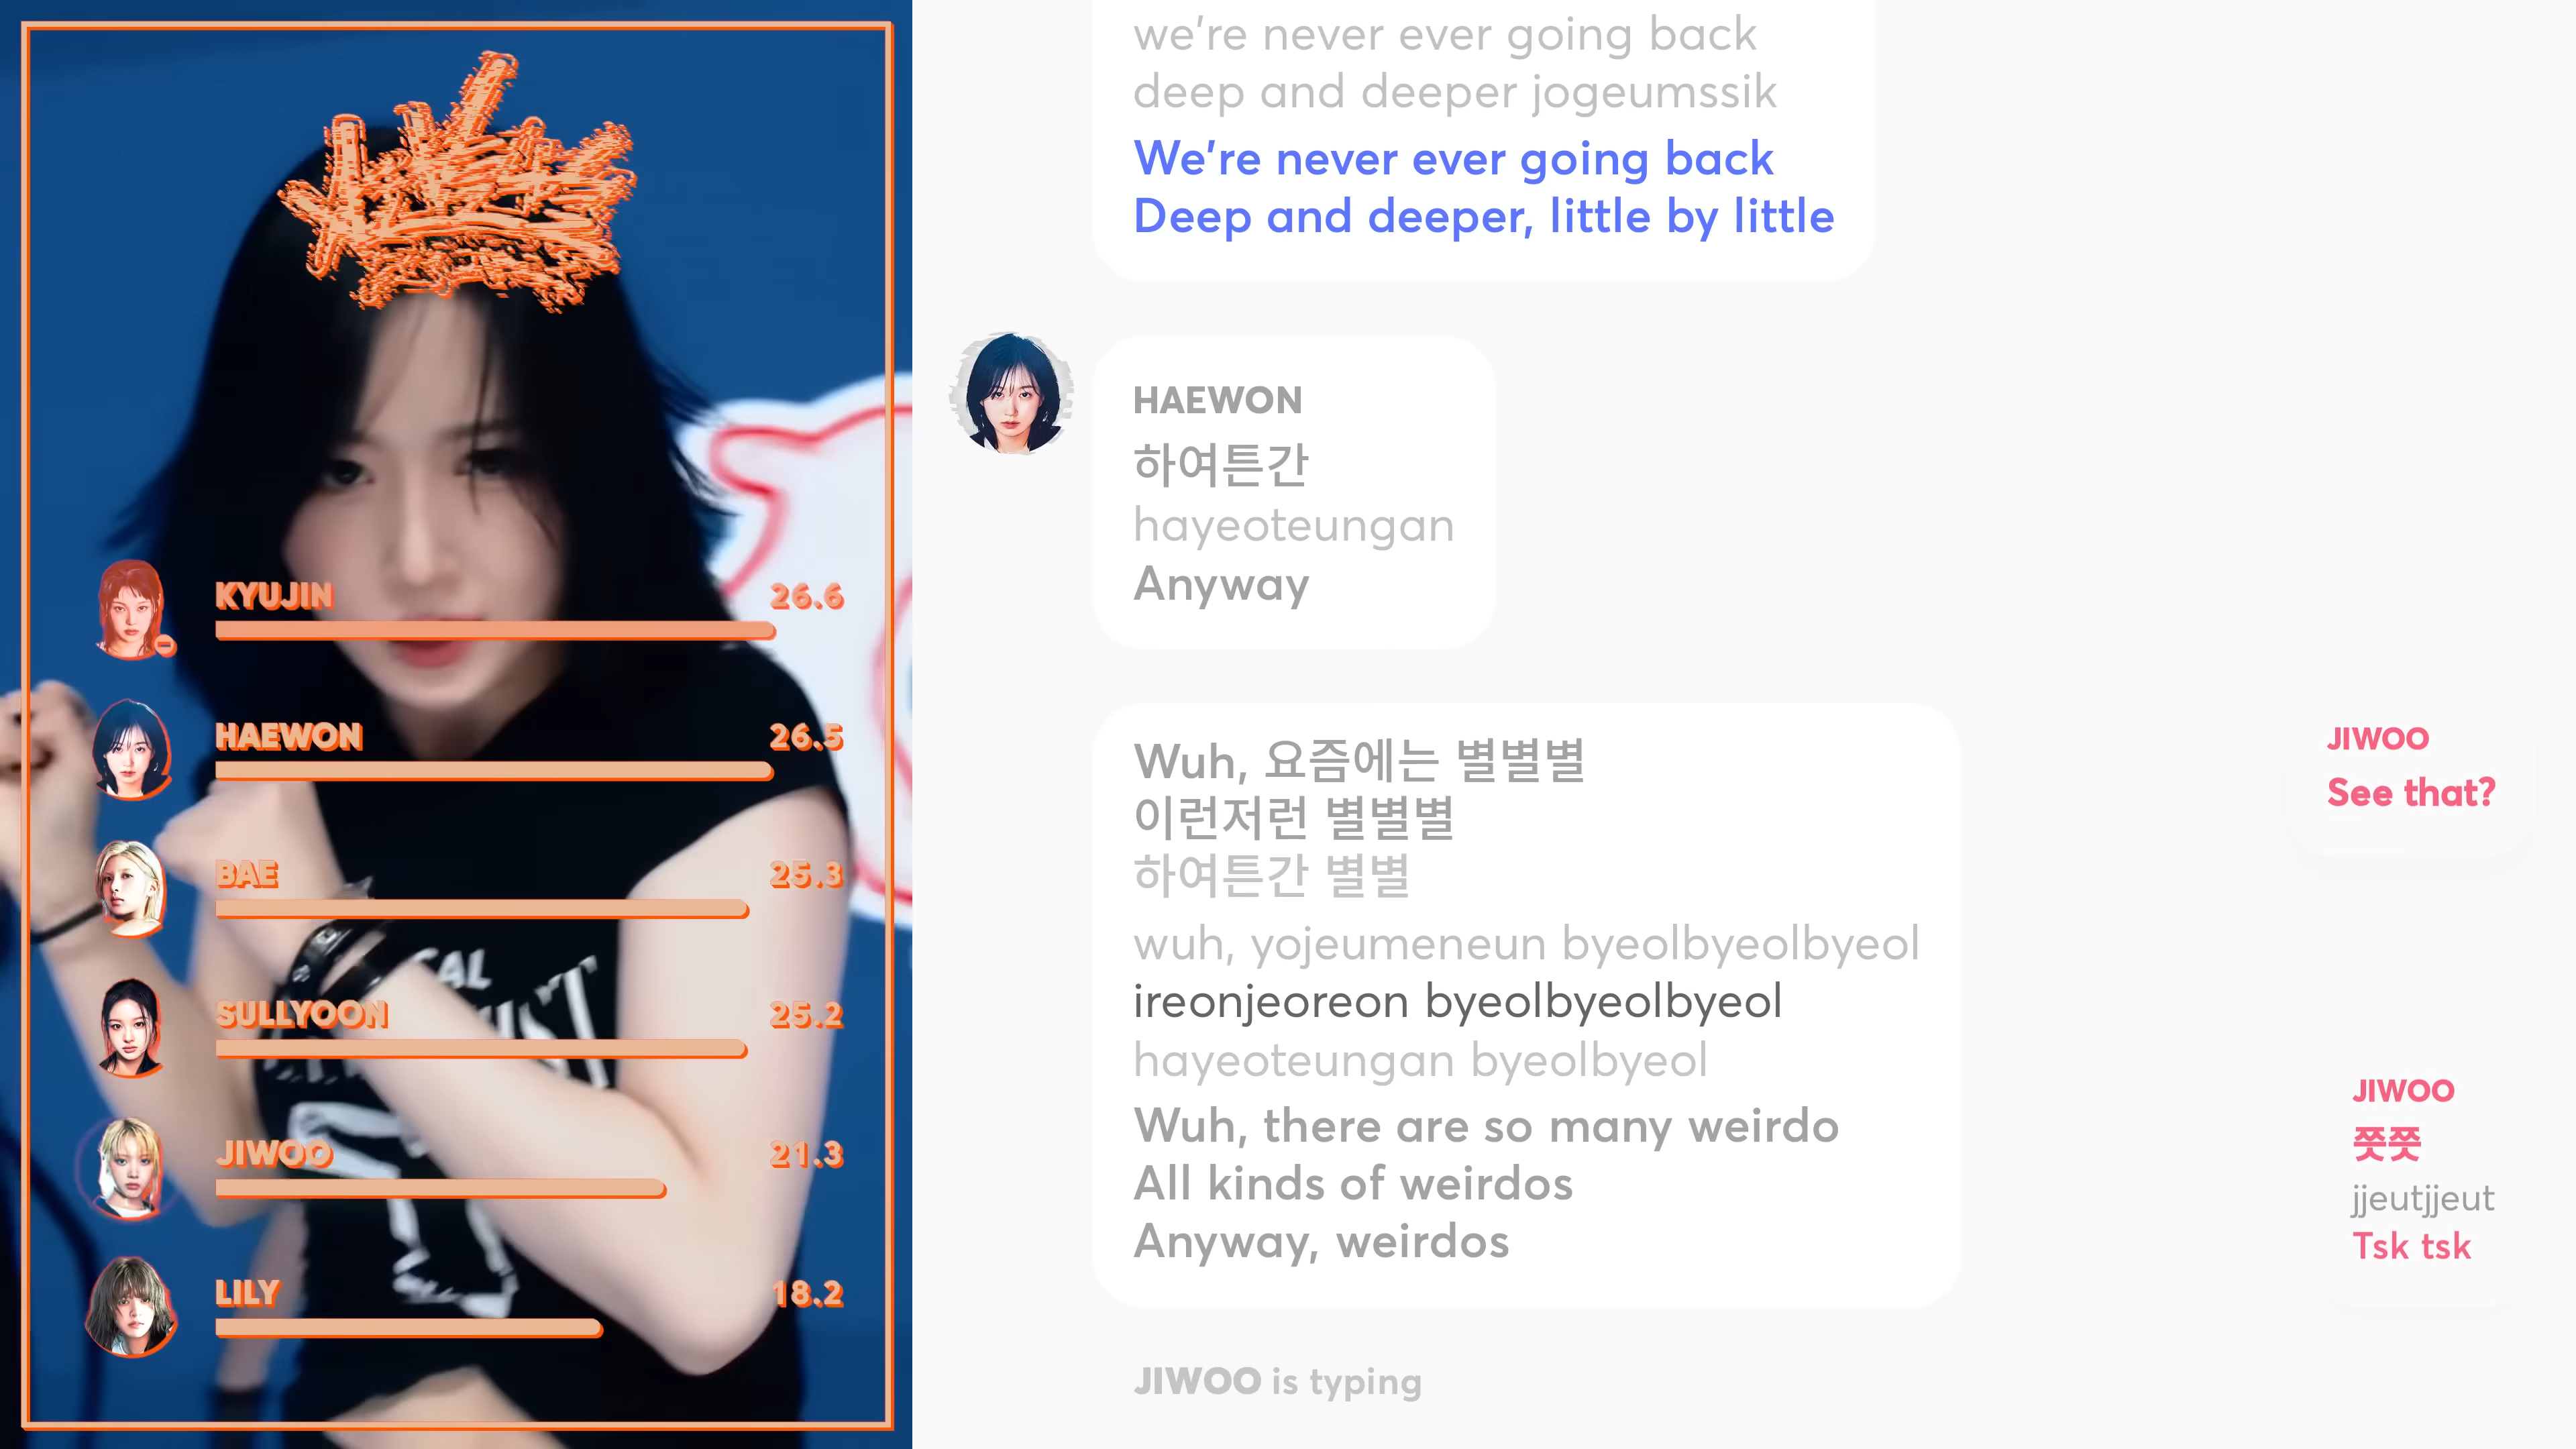 KYUJIN 26.6
HAEWON 26.5
BAE 25.3
SULLYOON 25.2
JIWOO 21.3
LILY 18.2
we're never ever going back
deep and deeper jogeumssik
We're never ever going back
Deep and deeper, little by little
HAEWON
하여튼간
hayeoteungan
Anyway
Wuh, 요즘에는 별별별
이런저런 별별별
하여튼간 별별
wuh, yojeumeneun byeolbyeolbyeol
ireonjeoreon byeolbyeolbyeol
hayeoteungan byeolbyeol
Wuh, there are so many weirdo
All kinds of weirdos
Anyway, weirdos
JIWOO is typing
JIWOO
See that?
JIWOO
쯧쯧
jjeutjjeut
Tsk tsk